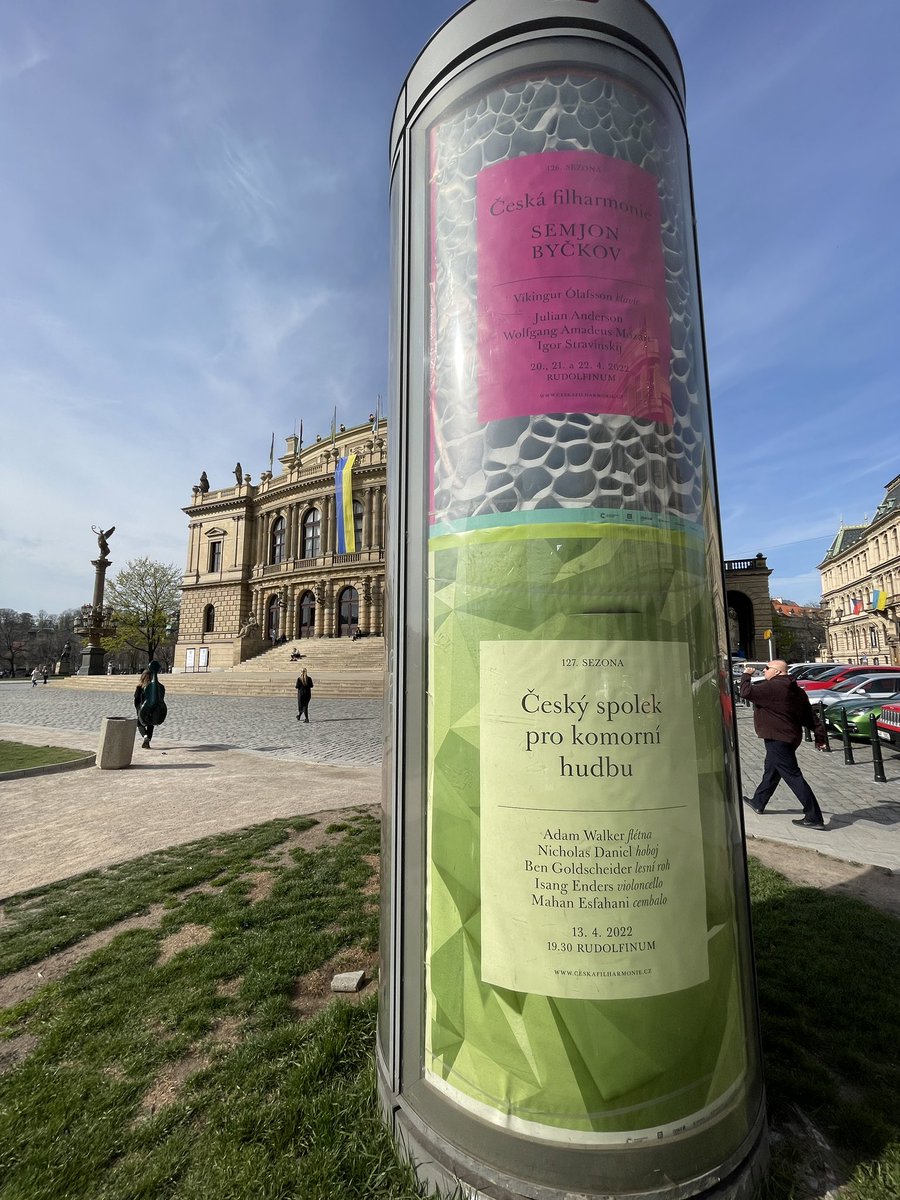 126. SEZONA
Česká filharmonie
SEMJON
BYČKOV
Víkingur Ólafsson klavír
Julian Anderson
Wolfgang Amadeus Mozart
Igor Stravinskij
20., 21. a 22. 4. 2022
RUDOLFINUM
WWW.CESKAFILHARMONIE.CZ
127. SEZONA
Český spolek
pro komorní
hudbu
Adam Walker flétna
Nicholas Daniel hoboj
Ben Goldscheider lesní roh
Isang Enders violoncello
Mahan Esfahani cembalo
13. 4. 2022
19.30 RUDOLFINUM
WWW.CESKAFILHARMONIE.CZ